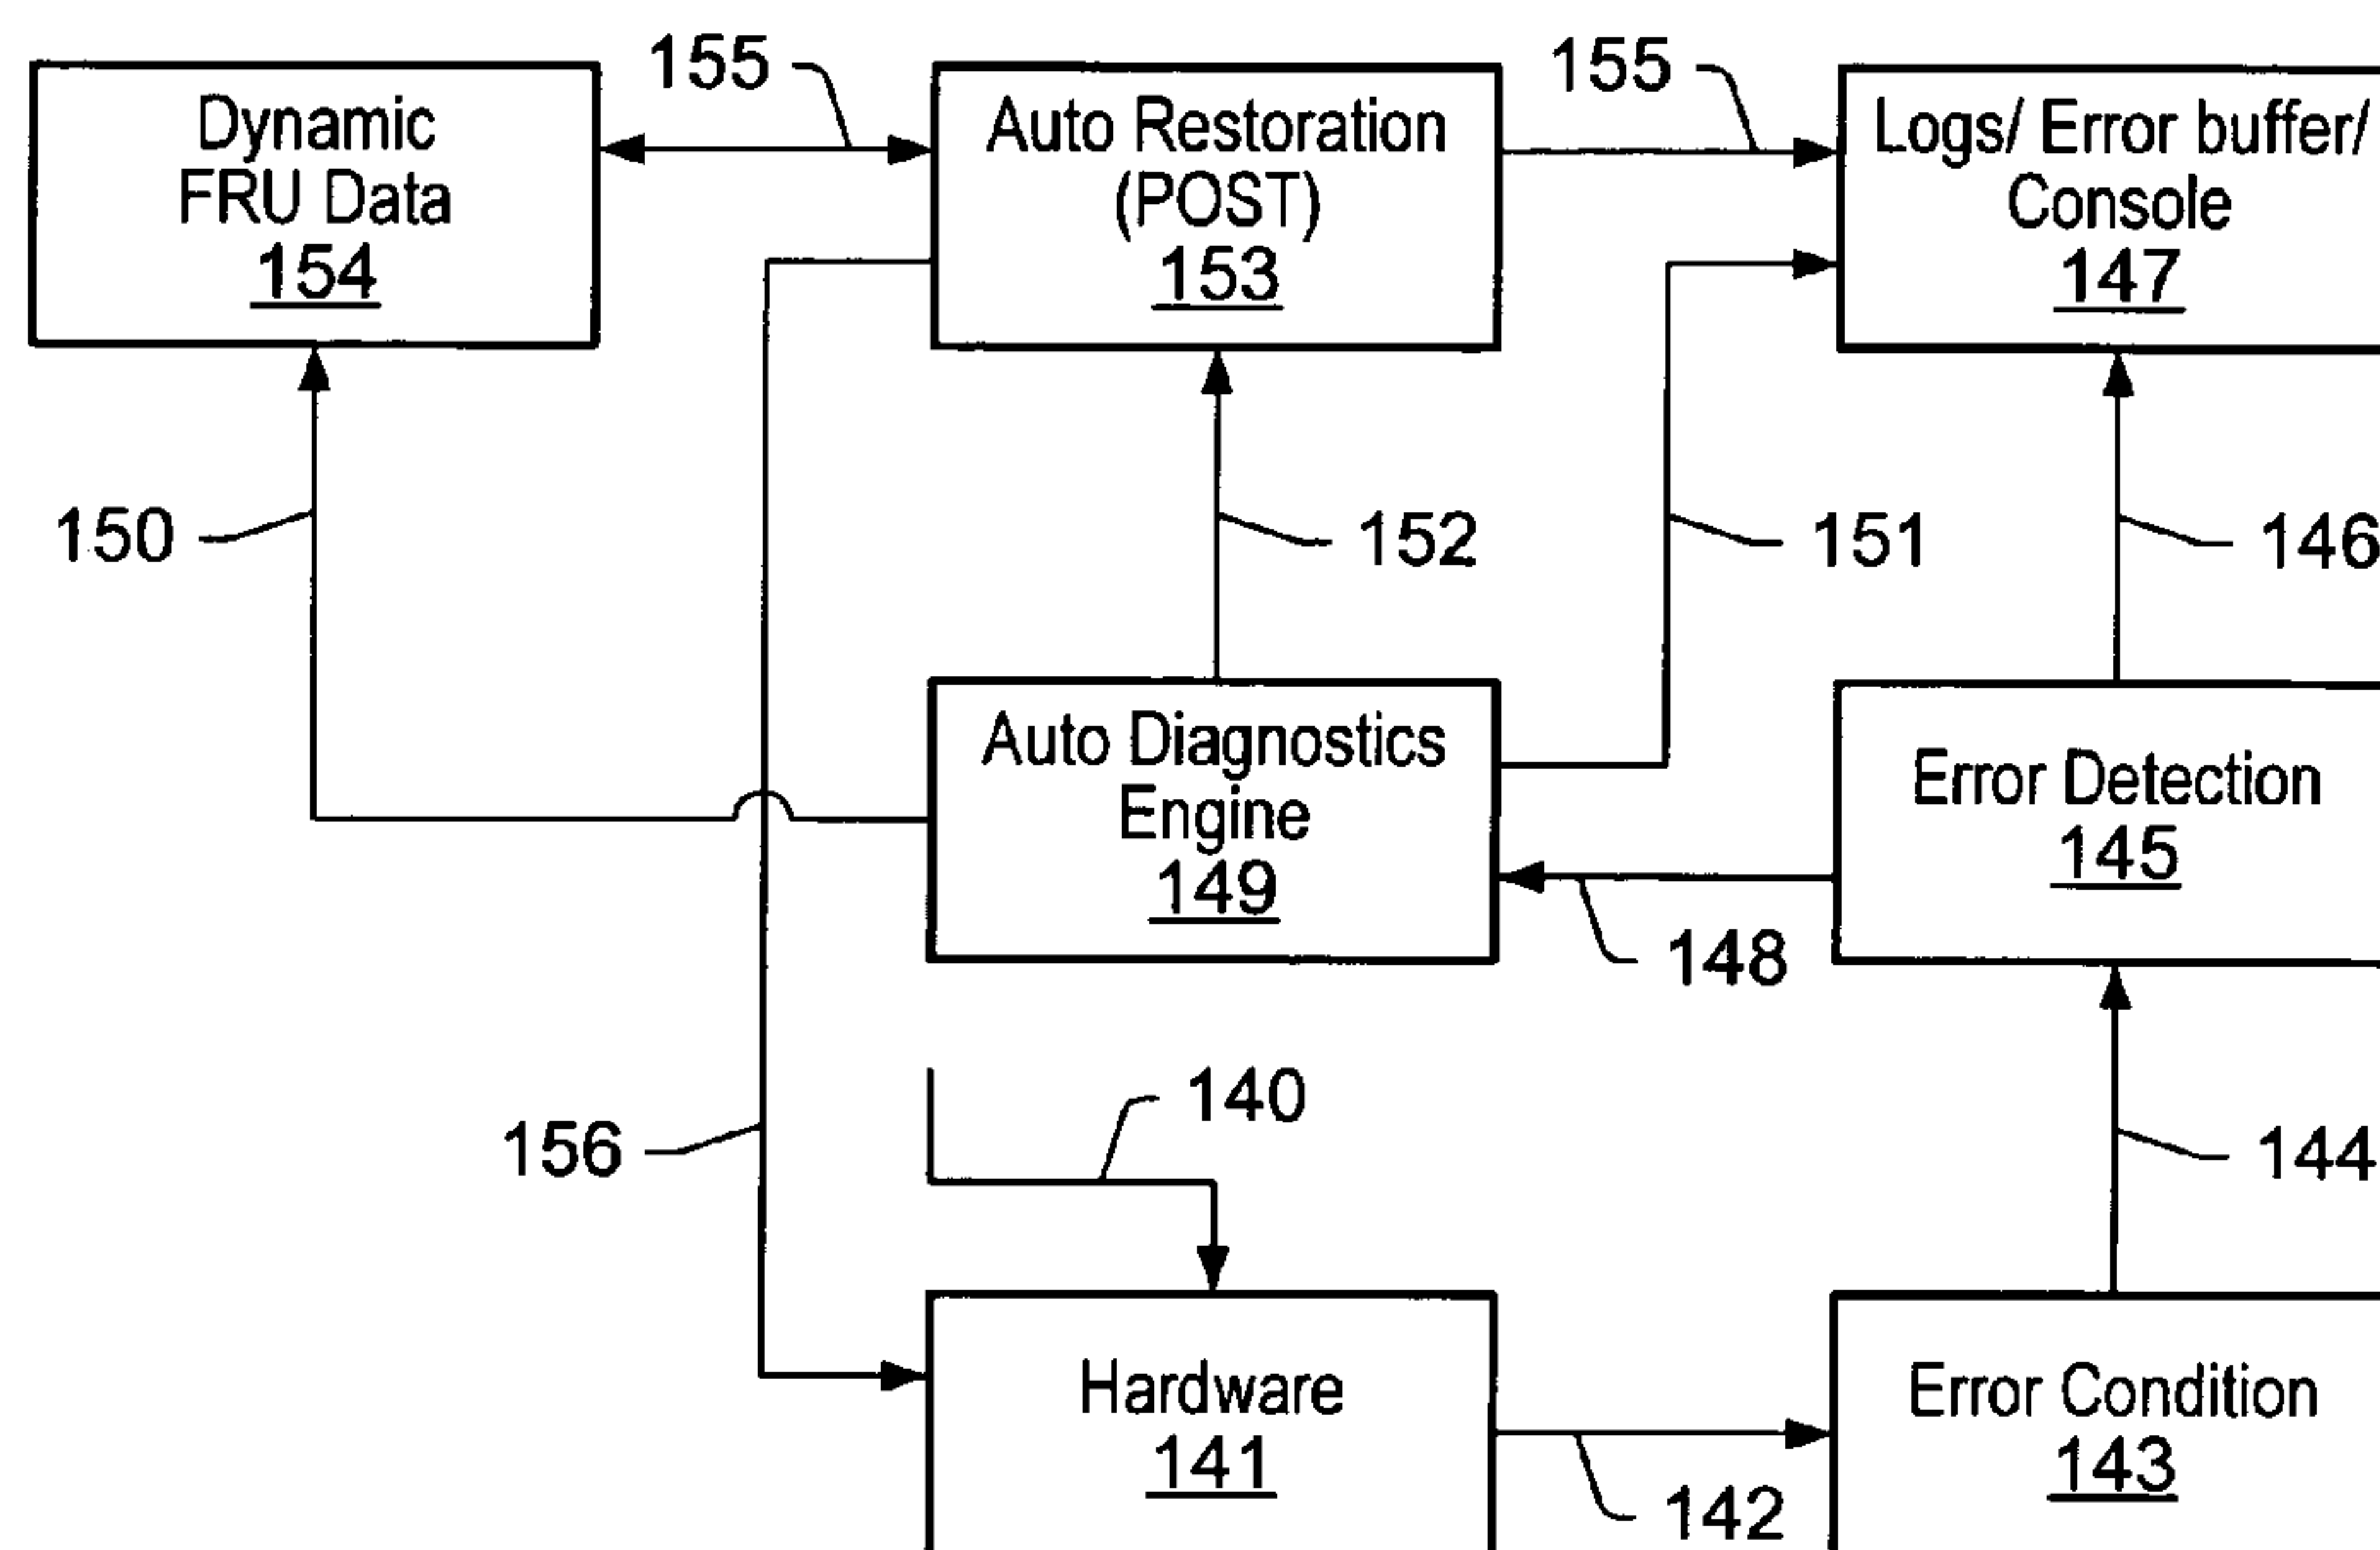 155
155
Dynamic
FRU Data
154
Auto Restoration
(POST)
153
Logs/ Error buffer/
Console
147
150
152
151
146
Auto Diagnostics
Engine
149
Error Detection
145
148
140
156
144
Hardware
141
Error Condition
143
142